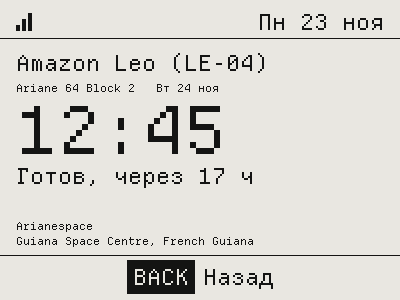 Пн 23 ноя
Amazon Leo (LE-04)
Ariane 64 Block 2 Вт 24 ноя
12:45
Готов, через 17 ч
Arianespace
Guiana Space Centre, French Guiana
BACK Назад